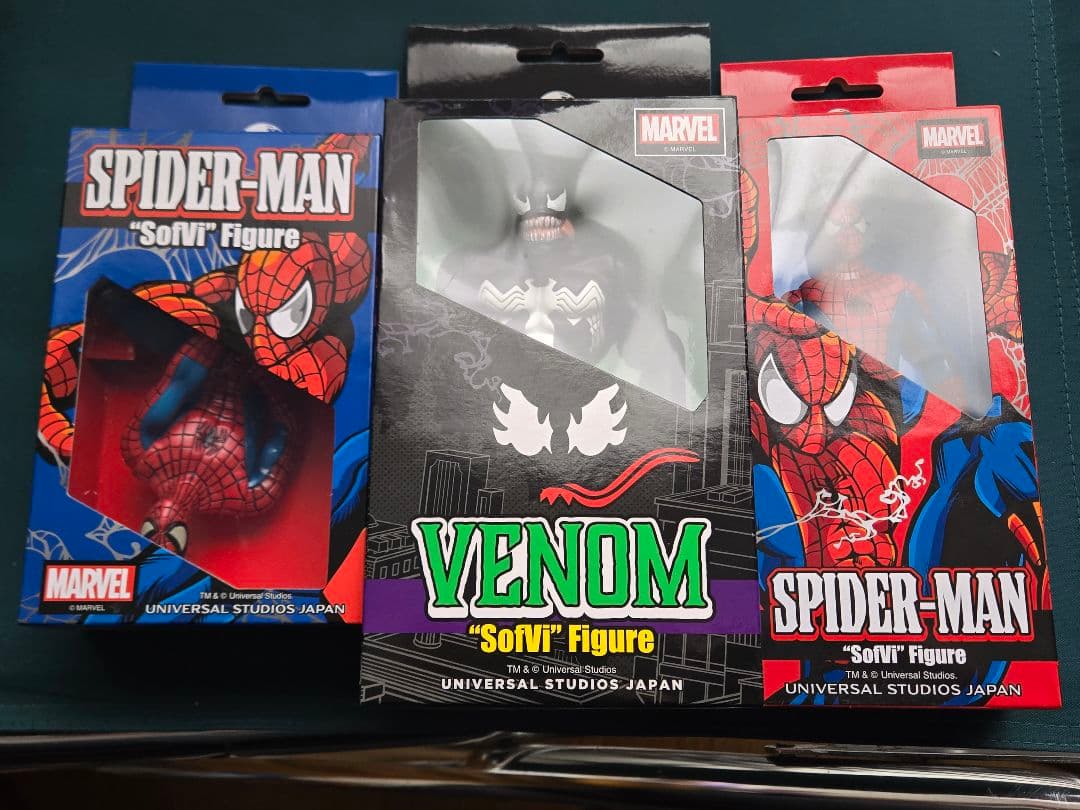 SPIDER-MAN
“SofVi” Figure
MARVEL
© MARVEL
TM & © Universal Studios
UNIVERSAL STUDIOS JAPAN
MARVEL
© MARVEL
VENOM
“SofVi” Figure
TM & © Universal Studios
UNIVERSAL STUDIOS JAPAN
MARVEL
© MARVEL
SPIDER-MAN
“SofVi” Figure
TM & © Universal Studios.
UNIVERSAL STUDIOS JAPAN